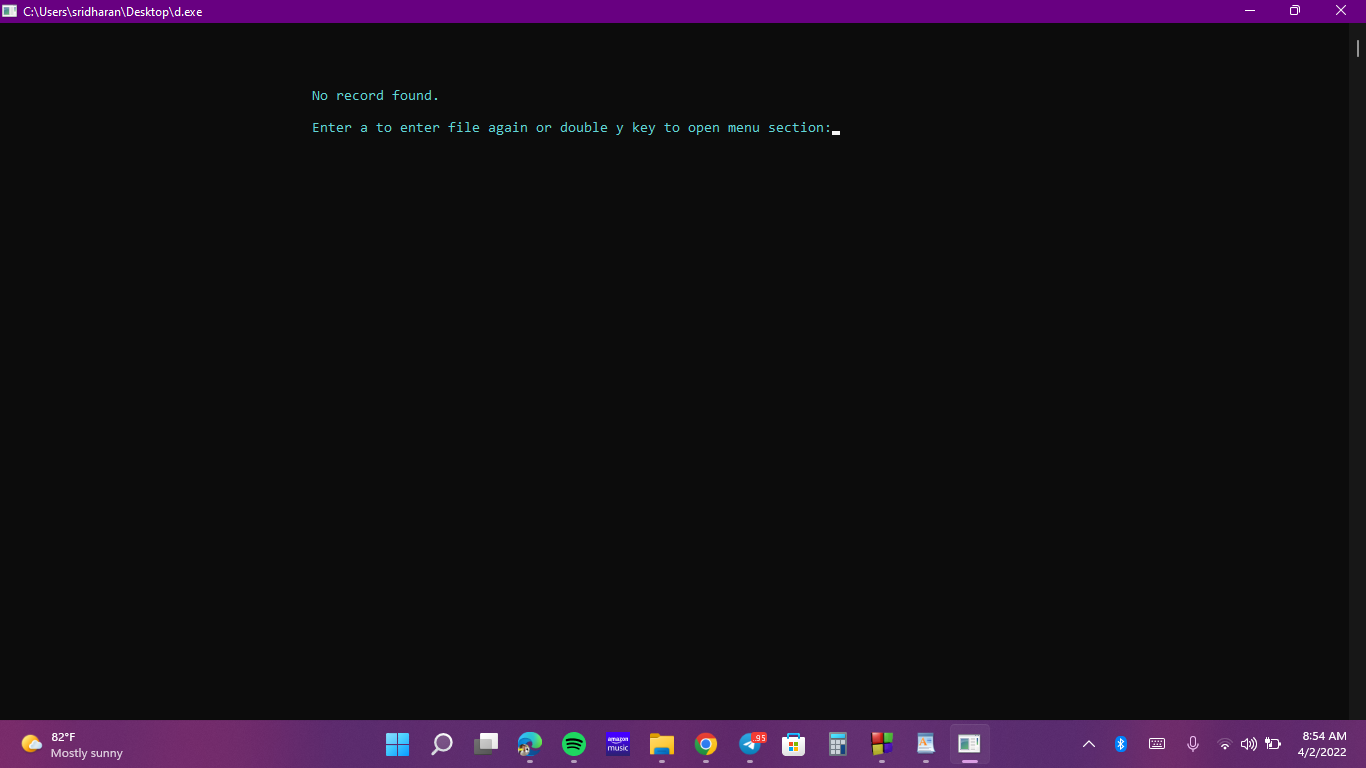 C:\Users\sridharan\Desktop\d.exe
No record found.
Enter a to enter file again or double y key to open menu section:
82°F
Mostly sunny
amazon
music
95
8:54 AM
4/2/2022